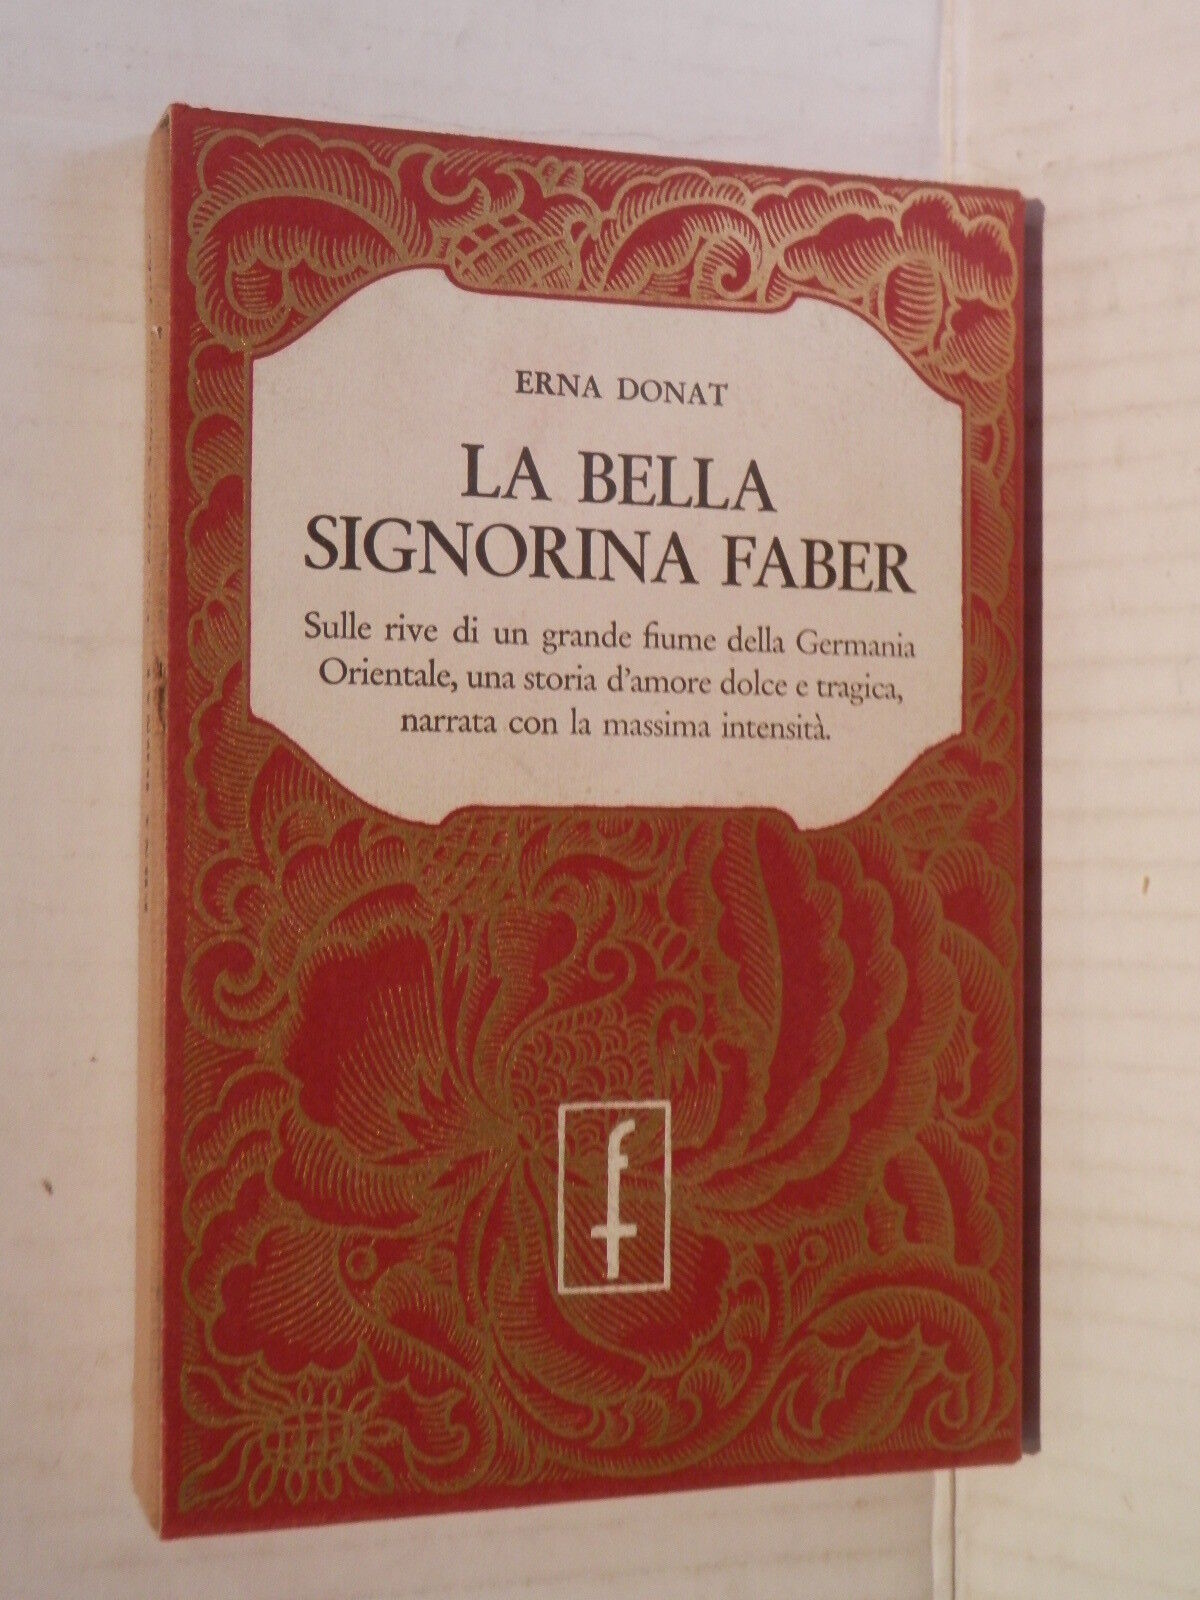 ERNA DONAT
LA BELLA
SIGNORINA FABER
Sulle rive di un grande fiume della Germania
Orientale, una storia d'amore dolce e tragica,
narrata con la massima intensità.
f